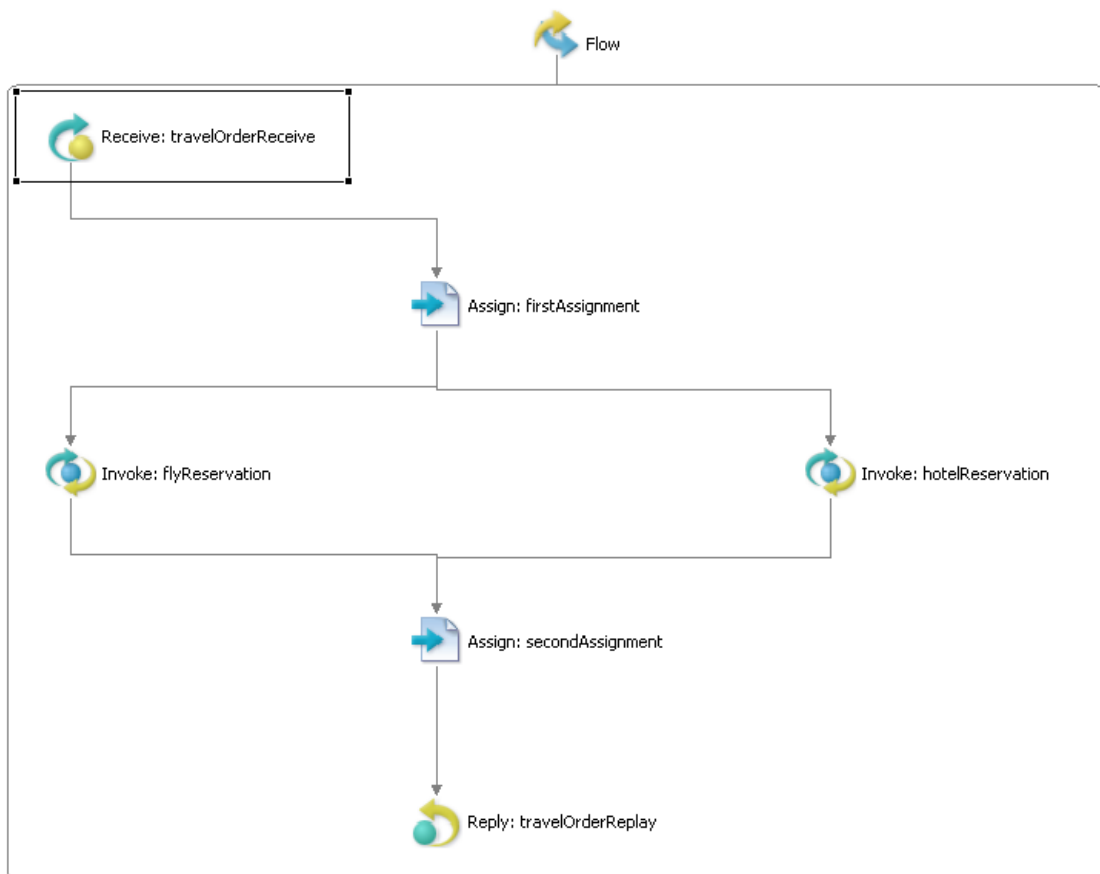 Flow
Receive: travelOrderReceive
Assign: firstAssignment
Invoke: flyReservation
Invoke: hotelReservation
Assign: secondAssignment
Reply: travelOrderReplay